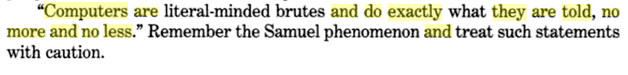 “Computers are literal-minded brutes and do exactly what they are told, no
more and no less.” Remember the Samuel phenomenon and treat such statements
with caution.